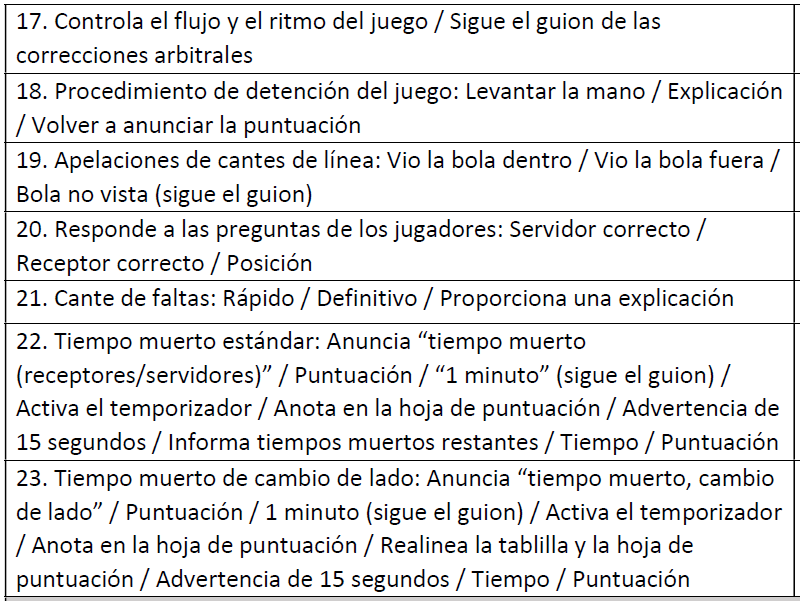 17. Controla el flujo y el ritmo del juego / Sigue el guion de las
correcciones arbitrales
18. Procedimiento de detención del juego: Levantar la mano / Explicación
/ Volver a anunciar la puntuación
19. Apelaciones de cantes de línea: Vio la bola dentro / Vio la bola fuera /
Bola no vista (sigue el guion)
20. Responde a las preguntas de los jugadores: Servidor correcto /
Receptor correcto / Posición
21. Cante de faltas: Rápido / Definitivo / Proporciona una explicación
22. Tiempo muerto estándar: Anuncia “tiempo muerto
(receptores/servidores)” / Puntuación / “1 minuto” (sigue el guion) /
Activa el temporizador / Anota en la hoja de puntuación / Advertencia de
15 segundos / Informa tiempos muertos restantes / Tiempo / Puntuación
23. Tiempo muerto de cambio de lado: Anuncia “tiempo muerto, cambio
de lado” / Puntuación / 1 minuto (sigue el guion) / Activa el temporizador
/ Anota en la hoja de puntuación / Realinea la tablilla y la hoja de
puntuación / Advertencia de 15 segundos / Tiempo / Puntuación